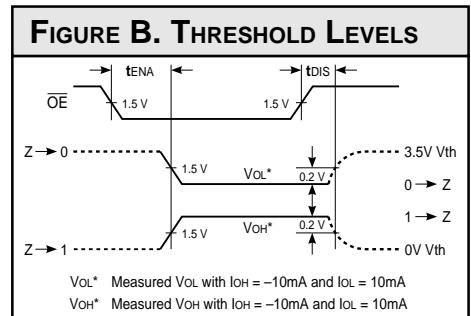 FIGURE B. THRESHOLD LEVELS
tENA tDIS
OE 1.5 V 1.5 V
Z 0 3.5V Vth
1.5 V VOL* 0.2 V
0 Z
1 Z
1.5 V VOH* 0.2 V
Z 1 0V Vth
VOL* Measured VOL with IOH = –10mA and IOL = 10mA
VOH* Measured VOH with IOH = –10mA and IOL = 10mA